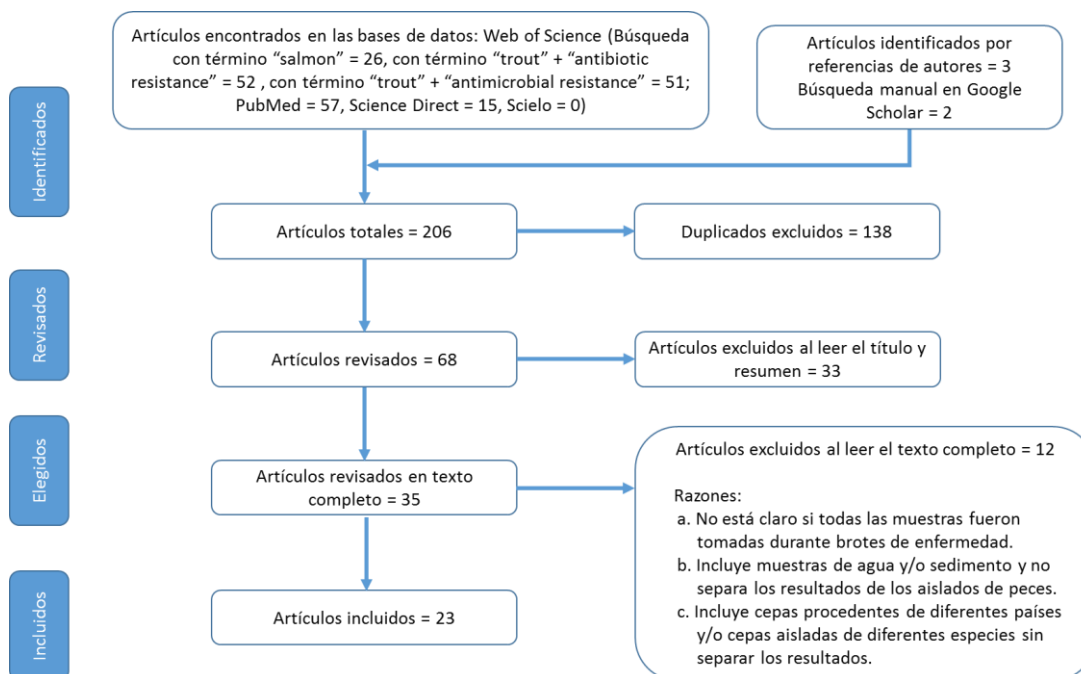 Artículos encontrados en las bases de datos: Web of Science (Búsqueda
con término “salmon” = 26, con término “trout” + “antibiotic
resistance” = 52 , con término “trout” + “antimicrobial resistance” = 51;
PubMed = 57, Science Direct = 15, Scielo = 0)
Artículos identificados por
referencias de autores = 3
Búsqueda manual en Google
Scholar = 2
Identificados
Artículos totales = 206
Duplicados excluidos = 138
Revisados
Artículos revisados = 68
Artículos excluidos al leer el título y
resumen = 33
Elegidos
Artículos revisados en texto
completo = 35
Artículos excluidos al leer el texto completo = 12
Razones:
a. No está claro si todas las muestras fueron
tomadas durante brotes de enfermedad.
b. Incluye muestras de agua y/o sedimento y no
separa los resultados de los aislados de peces.
c. Incluye cepas procedentes de diferentes países
y/o cepas aisladas de diferentes especies sin
separar los resultados.
Incluidos
Artículos incluidos = 23